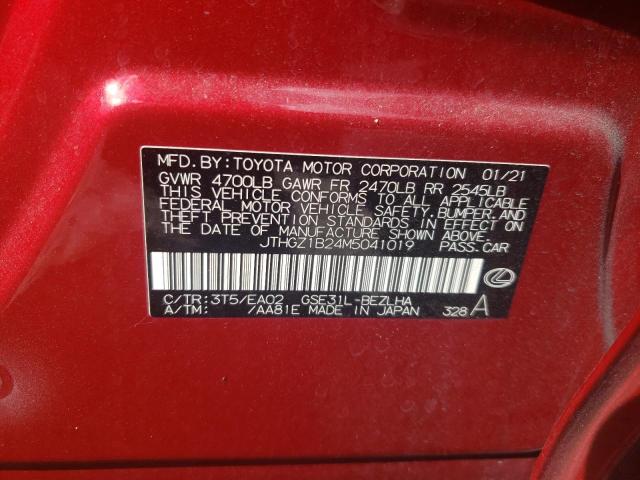 MFD. BY: TOYOTA MOTOR CORPORATION 01/21
GVWR 4700LB GAWR FR 2470LB RR 2545LB
THIS VEHICLE CONFORMS TO ALL APPLICABLE
FEDERAL MOTOR VEHICLE SAFETY, BUMPER, AND
THEFT PREVENTION STANDARDS IN EFFECT ON
THE DATE OF MANUFACTURE SHOWN ABOVE.
JTHGZ1B24M5041019 PASS. CAR
C/TR: 3T5/EA02 GSE31L-BEZLHA
A/TM: /AA81E MADE IN JAPAN 328 A